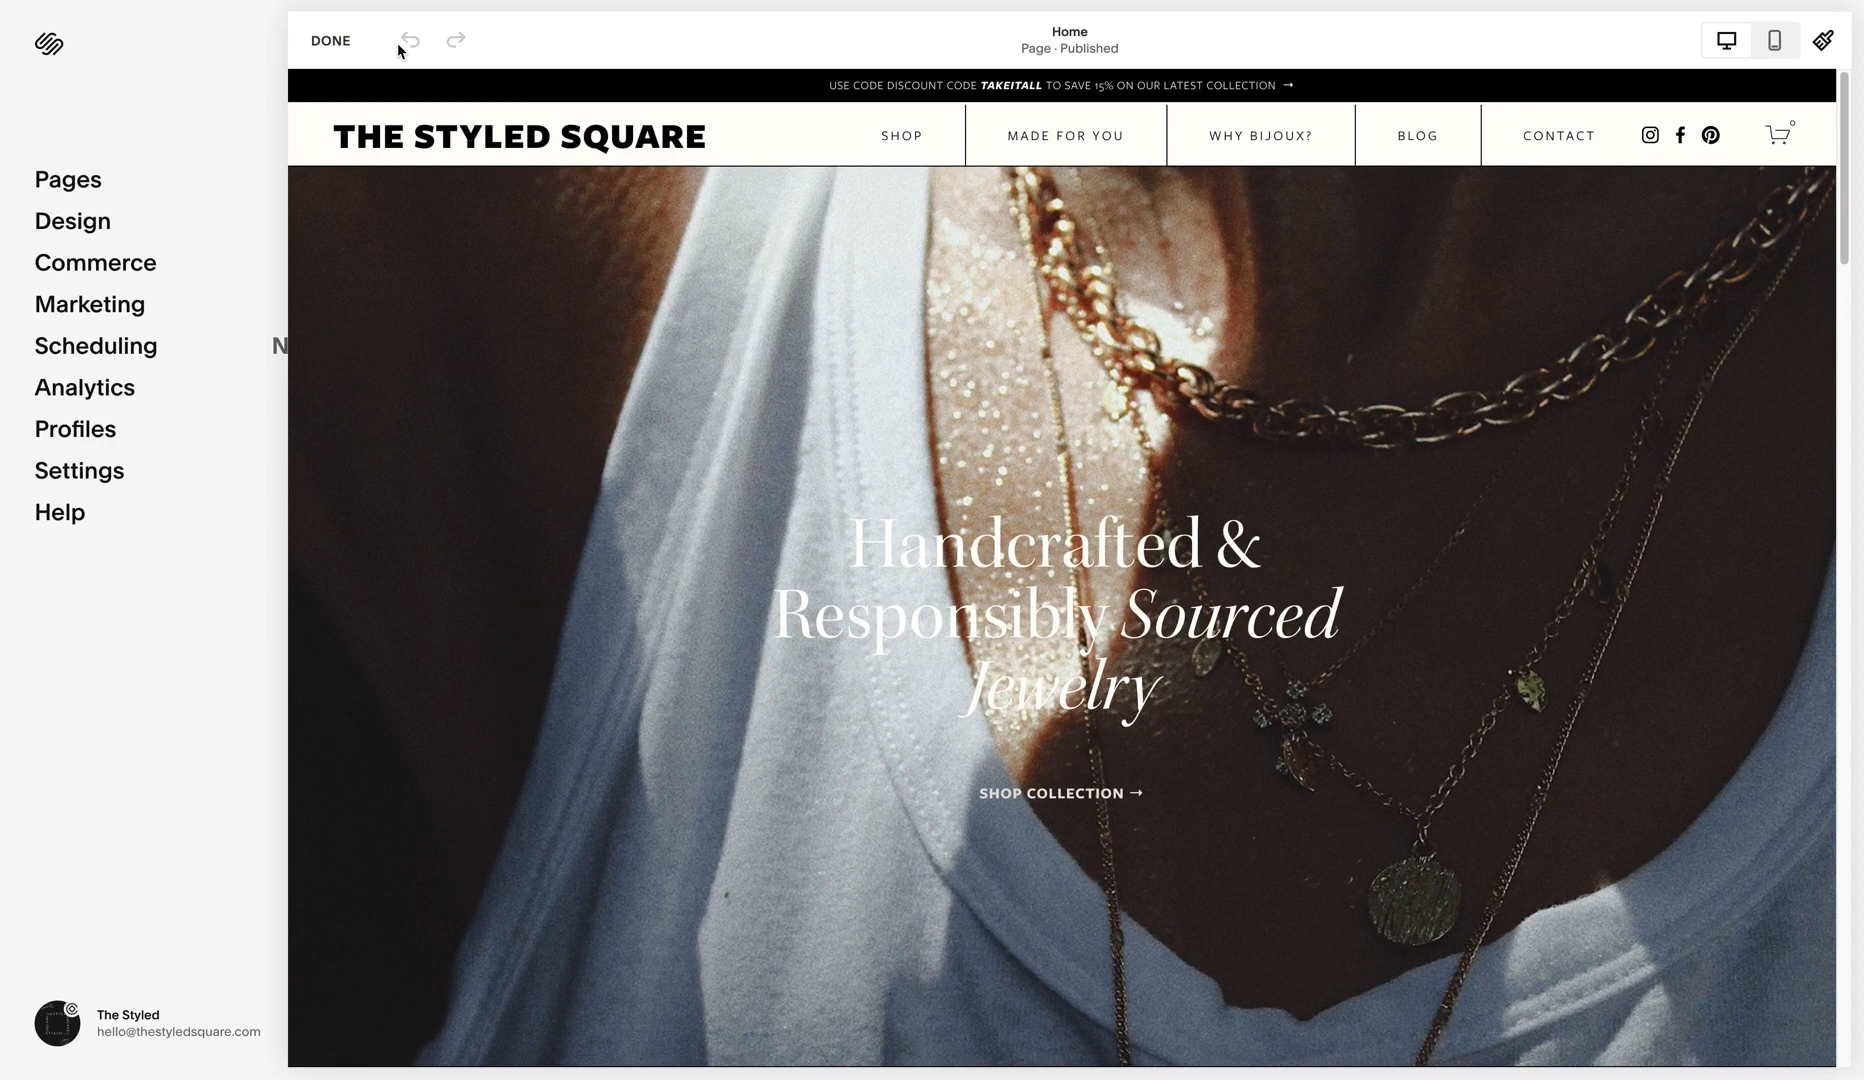 DONE
Home
Page · Published
USE CODE DISCOUNT CODE TAKEITALL TO SAVE 15% ON OUR LATEST COLLECTION →
THE STYLED SQUARE
SHOP
MADE FOR YOU
WHY BIJOUX?
BLOG
CONTACT
0
Pages
Design
Commerce
Marketing
Scheduling
N
Analytics
Profiles
Settings
Help
Handcrafted &
Responsibly Sourced
Jewelry
SHOP COLLECTION →
The Styled
hello@thestyledsquare.com